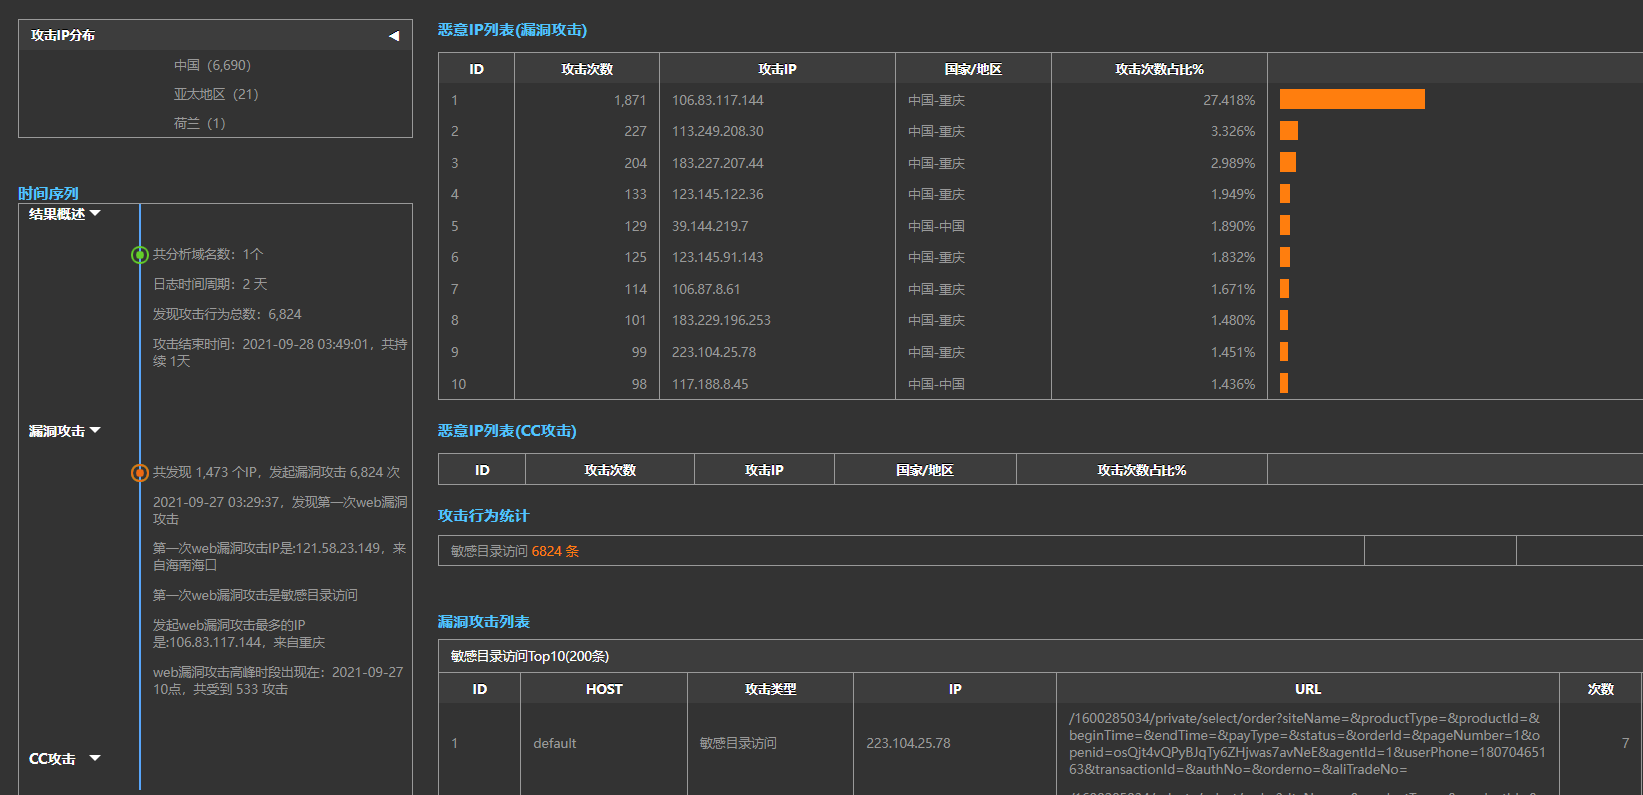 攻击IP分布
中国（6,690）
亚太地区（21）
荷兰（1）
时间序列
结果概述
共分析域名数：1个
日志时间周期：2 天
发现攻击行为总数：6,824
攻击结束时间：2021-09-28 03:49:01，共持
续 1天
漏洞攻击
共发现 1,473 个IP，发起漏洞攻击 6,824 次
2021-09-27 03:29:37，发现第一次web漏洞
攻击
第一次web漏洞攻击IP是:121.58.23.149，来
自海南海口
第一次web漏洞攻击是敏感目录访问
发起web漏洞攻击最多的IP
是:106.83.117.144，来自重庆
web漏洞攻击高峰时段出现在：2021-09-27
10点，共受到 533 攻击
CC攻击
恶意IP列表(漏洞攻击)
ID 攻击次数 攻击IP 国家/地区 攻击次数占比%
1 1,871 106.83.117.144 中国-重庆 27.418%
2 227 113.249.208.30 中国-重庆 3.326%
3 204 183.227.207.44 中国-重庆 2.989%
4 133 123.145.122.36 中国-重庆 1.949%
5 129 39.144.219.7 中国-中国 1.890%
6 125 123.145.91.143 中国-重庆 1.832%
7 114 106.87.8.61 中国-重庆 1.671%
8 101 183.229.196.253 中国-重庆 1.480%
9 99 223.104.25.78 中国-重庆 1.451%
10 98 117.188.8.45 中国-中国 1.436%
恶意IP列表(CC攻击)
ID 攻击次数 攻击IP 国家/地区 攻击次数占比%
攻击行为统计
敏感目录访问 6824 条
漏洞攻击列表
敏感目录访问Top10(200条)
ID HOST 攻击类型 IP URL 次数
1 default 敏感目录访问 223.104.25.78 /1600285034/private/select/order?siteName=&productType=&productId=& 7
beginTime=&endTime=&payType=&status=&orderId=&pageNumber=1&o
penid=osQjt4vQPyBJqTy6ZHjwas7avNeE&agentId=1&userPhone=180704651
63&transactionId=&authNo=&orderno=&aliTradeNo=